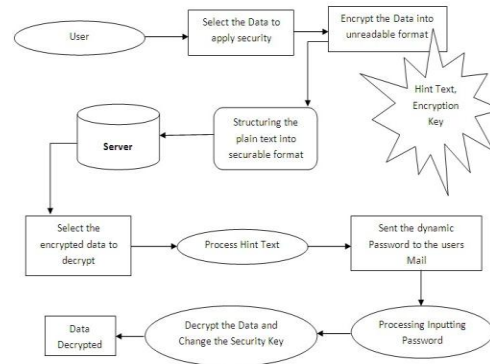 User
Select the Data to
apply security
Encrypt the Data into
unreadable format
Hint Text,
Encryption
Key
Structuring the
plain text into
securable format
Server
Select the
encrypted data to
decrypt
Process Hint Text
Sent the dynamic
Password to the users
Mail
Processing Inputting
Password
Decrypt the Data and
Change the Security Key
Data
Decrypted